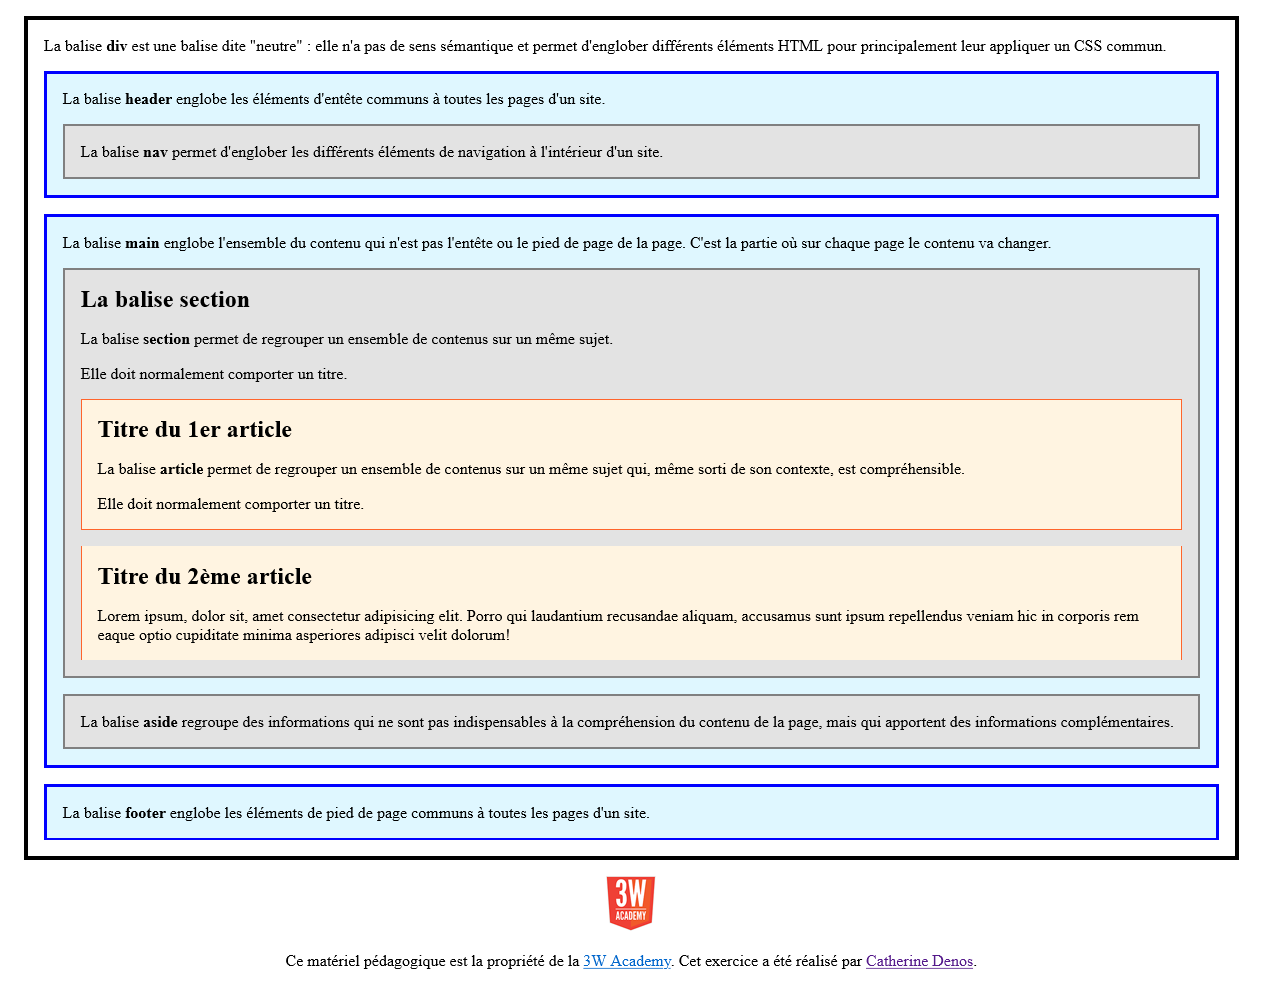 La balise div est une balise dite "neutre" : elle n'a pas de sens sémantique et permet d'englober différents éléments HTML pour principalement leur appliquer un CSS commun.
La balise header englobe les éléments d'entête communs à toutes les pages d'un site.
La balise nav permet d'englober les différents éléments de navigation à l'intérieur d'un site.
La balise main englobe l'ensemble du contenu qui n'est pas l'entête ou le pied de page de la page. C'est la partie où sur chaque page le contenu va changer.
La balise section
La balise section permet de regrouper un ensemble de contenus sur un même sujet.
Elle doit normalement comporter un titre.
Titre du 1er article
La balise article permet de regrouper un ensemble de contenus sur un même sujet qui, même sorti de son contexte, est compréhensible.
Elle doit normalement comporter un titre.
Titre du 2ème article
Lorem ipsum, dolor sit, amet consectetur adipisicing elit. Porro qui laudantium recusandae aliquam, accusamus sunt ipsum repellendus veniam hic in corporis rem
eaque optio cupiditate minima asperiores adipisci velit dolorum!
La balise aside regroupe des informations qui ne sont pas indispensables à la compréhension du contenu de la page, mais qui apportent des informations complémentaires.
La balise footer englobe les éléments de pied de page communs à toutes les pages d'un site.
3W
ACADEMY
Ce matériel pédagogique est la propriété de la 3W Academy. Cet exercice a été réalisé par Catherine Denos.